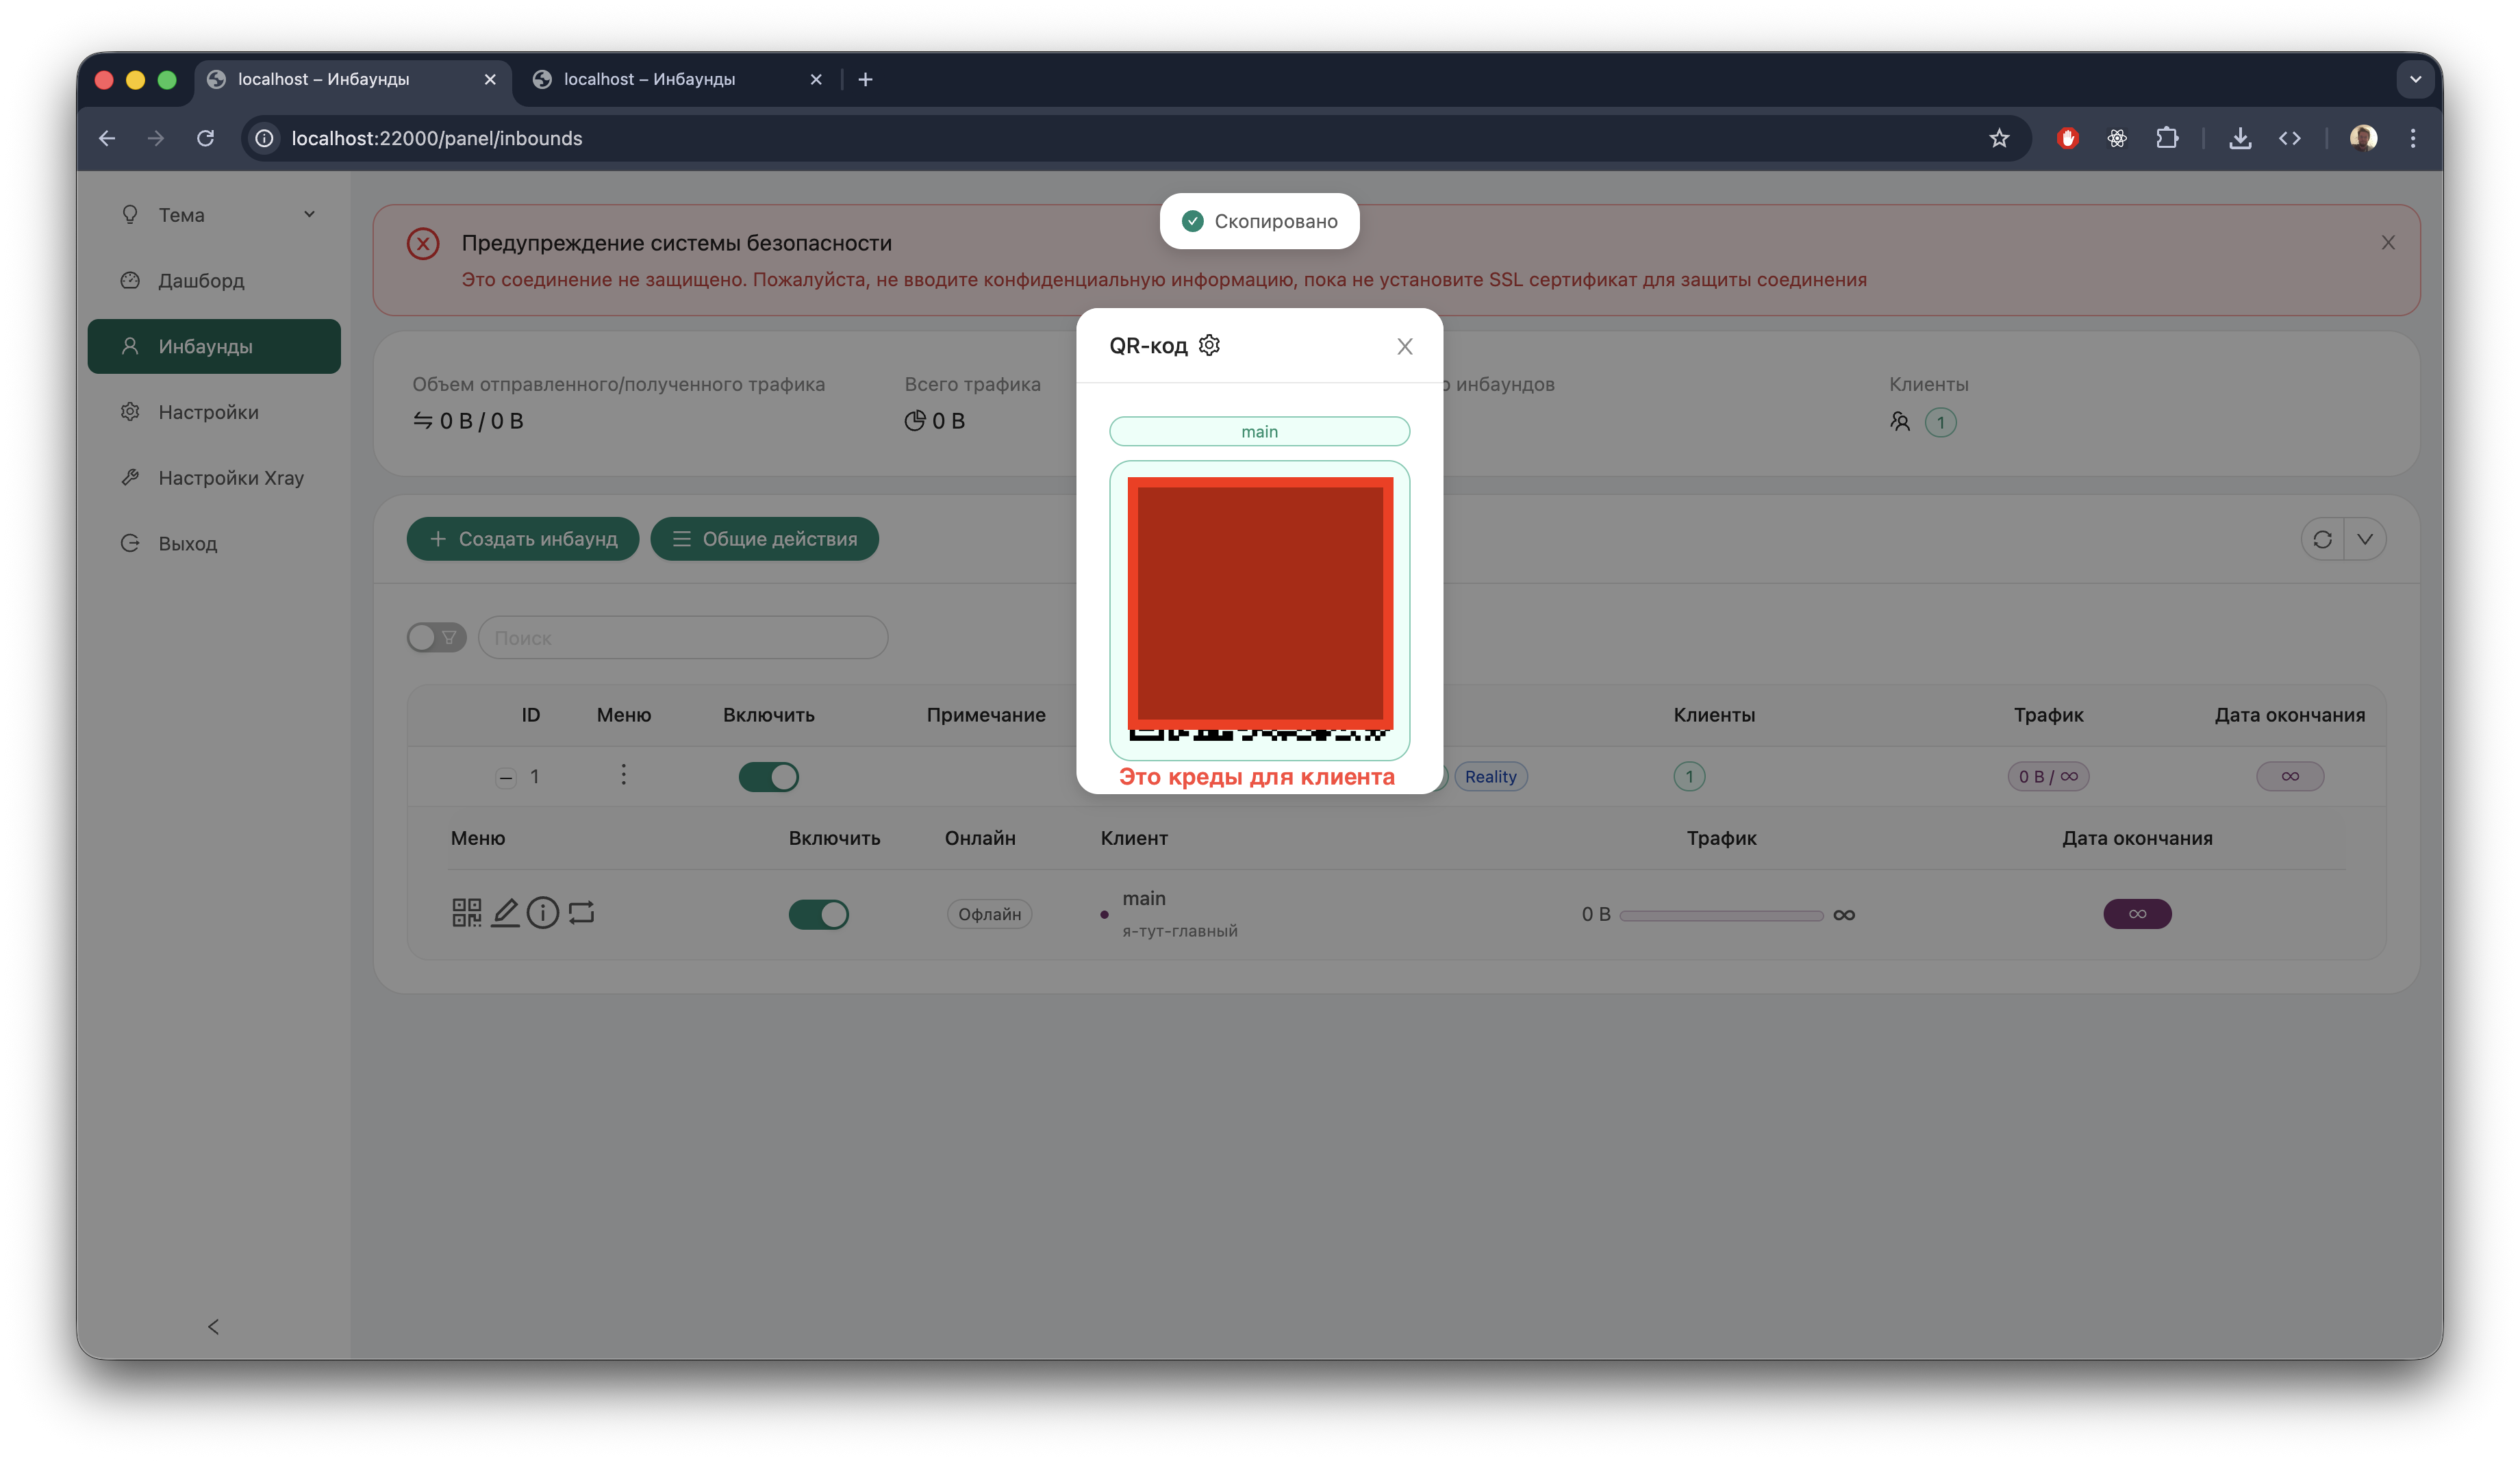 localhost – Инбаунды
localhost – Инбаунды
localhost:22000/panel/inbounds
Скопировано
Тема
Дашборд
Инбаунды
Настройки
Настройки Xray
Выход
Предупреждение системы безопасности
Это соединение не защищено. Пожалуйста, не вводите конфиденциальную информацию, пока не установите SSL сертификат для защиты соединения
QR-код
main
Это креды для клиента
Объем отправленного/полученного трафика
0 B / 0 B
Всего трафика
0 B
о инбаундов
Клиенты
1
Создать инбаунд
Общие действия
Поиск
ID Меню Включить Примечание Клиенты Трафик Дата окончания
1 Reality 1 0 B / ∞ ∞
Меню Включить Онлайн Клиент Трафик Дата окончания
Офлайн main 0 B ∞ ∞
я-тут-главный